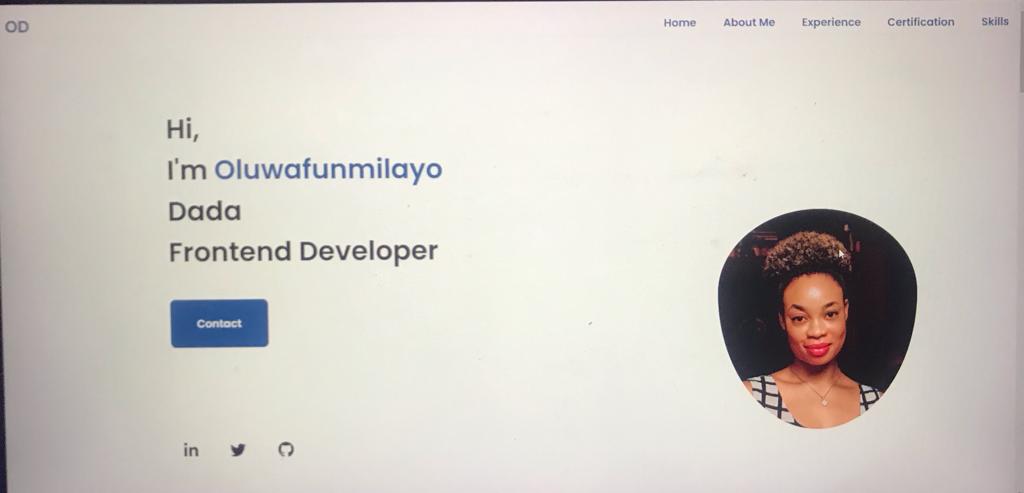 OD
Home About Me Experience Certification Skills
Hi,
I'm Oluwafunmilayo
Dada
Frontend Developer
Contact
in